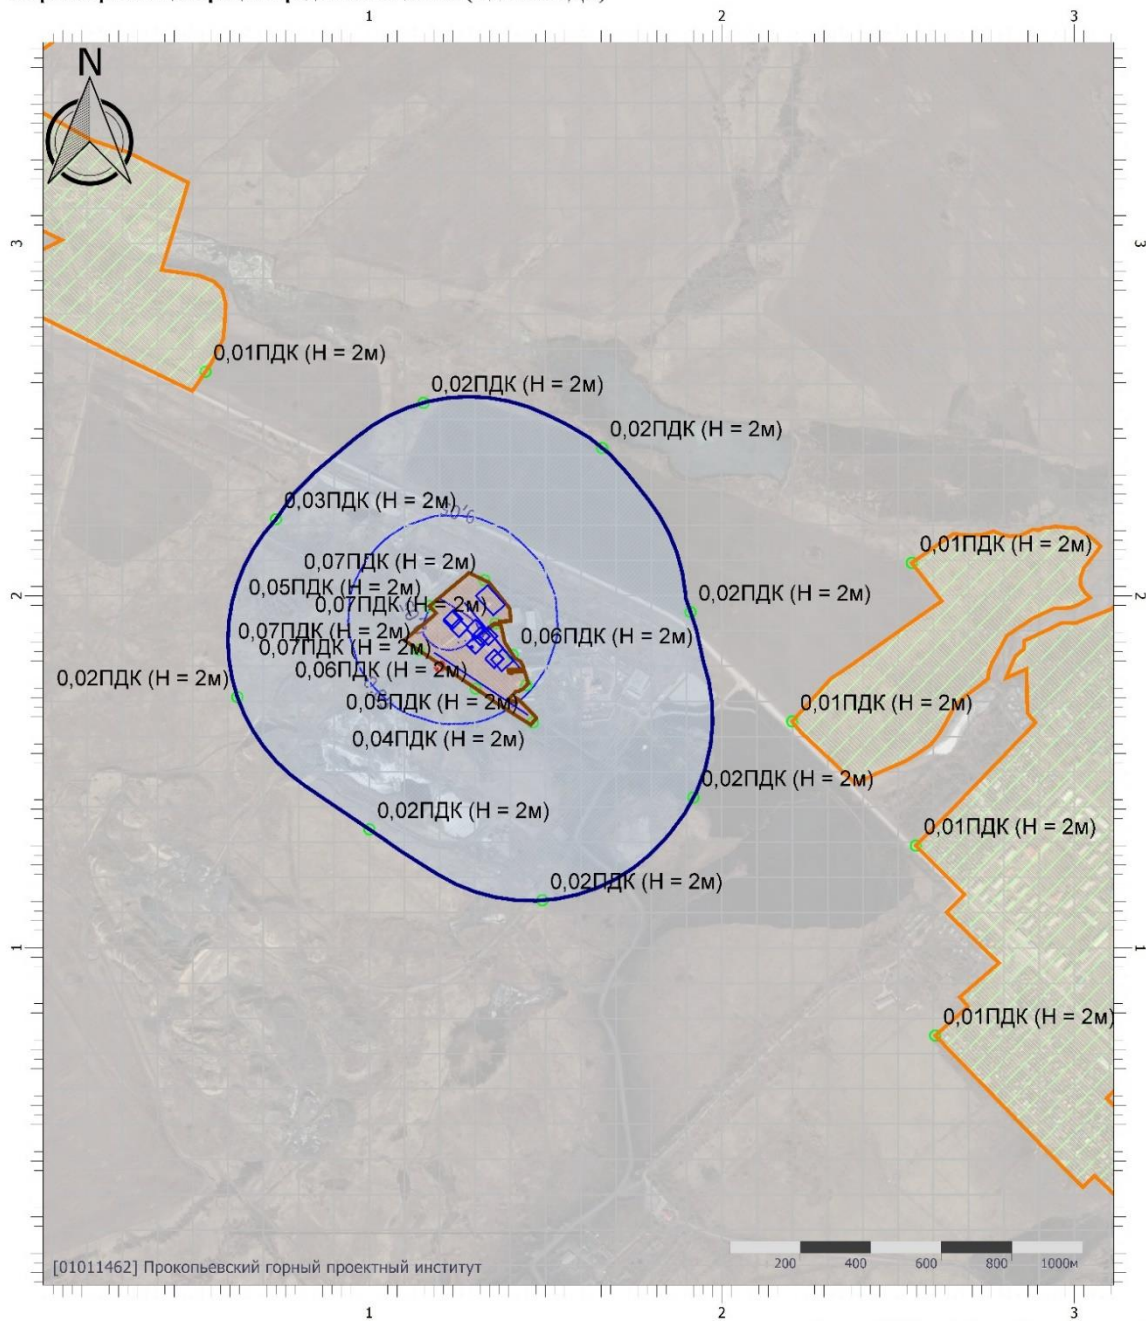 1 2 3
N
3 3
0,01ПДК (Н = 2м)
0,02ПДК (Н = 2м)
0,02ПДК (Н = 2м)
0,03ПДК (Н = 2м)
0,01ПДК (Н = 2м)
0,07ПДК (Н = 2м)
0,05ПДК (Н = 2м)
2 2
0,02ПДК (Н = 2м)
0,07ПДК (Н = 2м)
0,07ПДК (Н = 2м)
0,06ПДК (Н = 2м)
0,07ПДК (Н = 2м)
0,06ПДК (Н = 2м)
0,02ПДК (Н = 2м)
0,05ПДК (Н = 2м)
0,01ПДК (Н = 2м)
0,04ПДК (Н = 2м)
0,02ПДК (Н = 2м)
0,02ПДК (Н = 2м)
0,01ПДК (Н = 2м)
0,02ПДК (Н = 2м)
1 1
0,01ПДК (Н = 2м)
200 400 600 800 1000м
[01011462] Прокопьевский горный проектный институт
1 2 3